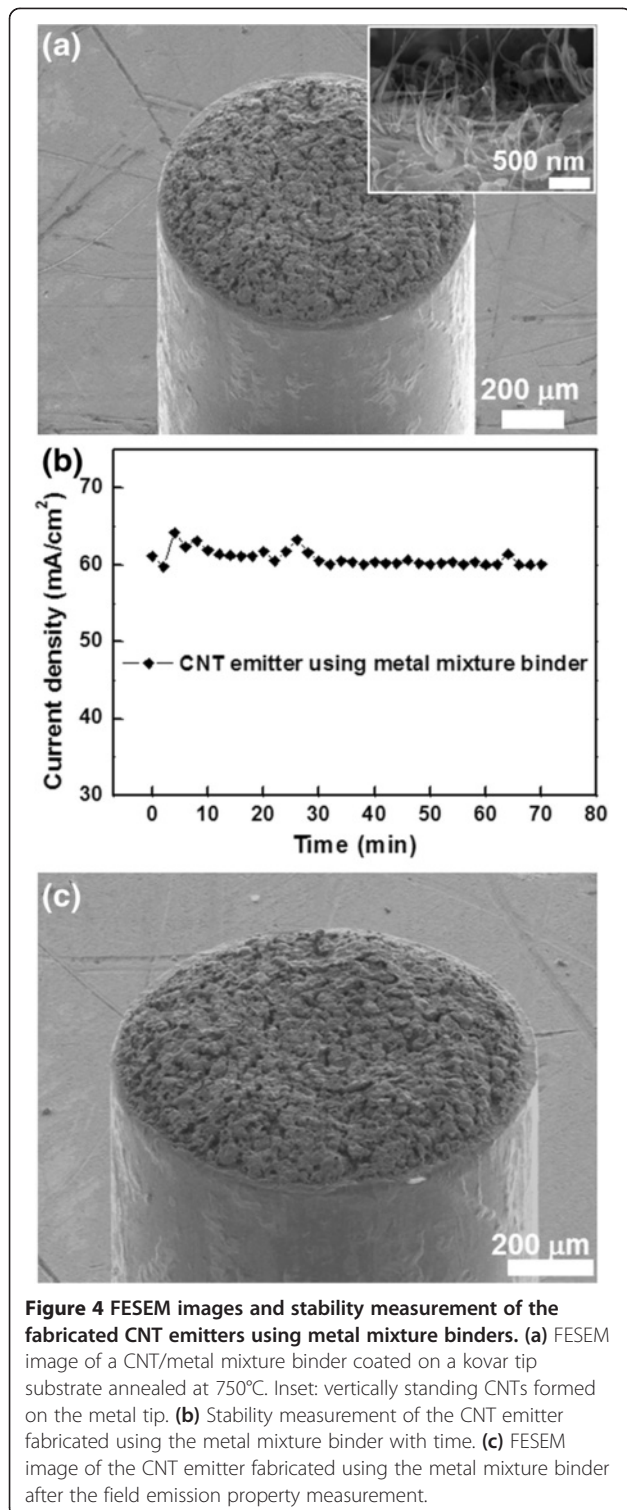 (a)
500 nm
200 μm
(b)
70
60
50
40
30
Current density (mA/cm²)
CNT emitter using metal mixture binder
0 10 20 30 40 50 60 70 80
Time (min)
(c)
200 μm
Figure 4 FESEM images and stability measurement of the
fabricated CNT emitters using metal mixture binders. (a) FESEM
image of a CNT/metal mixture binder coated on a kovar tip
substrate annealed at 750°C. Inset: vertically standing CNTs formed
on the metal tip. (b) Stability measurement of the CNT emitter
fabricated using the metal mixture binder with time. (c) FESEM
image of the CNT emitter fabricated using the metal mixture binder
after the field emission property measurement.